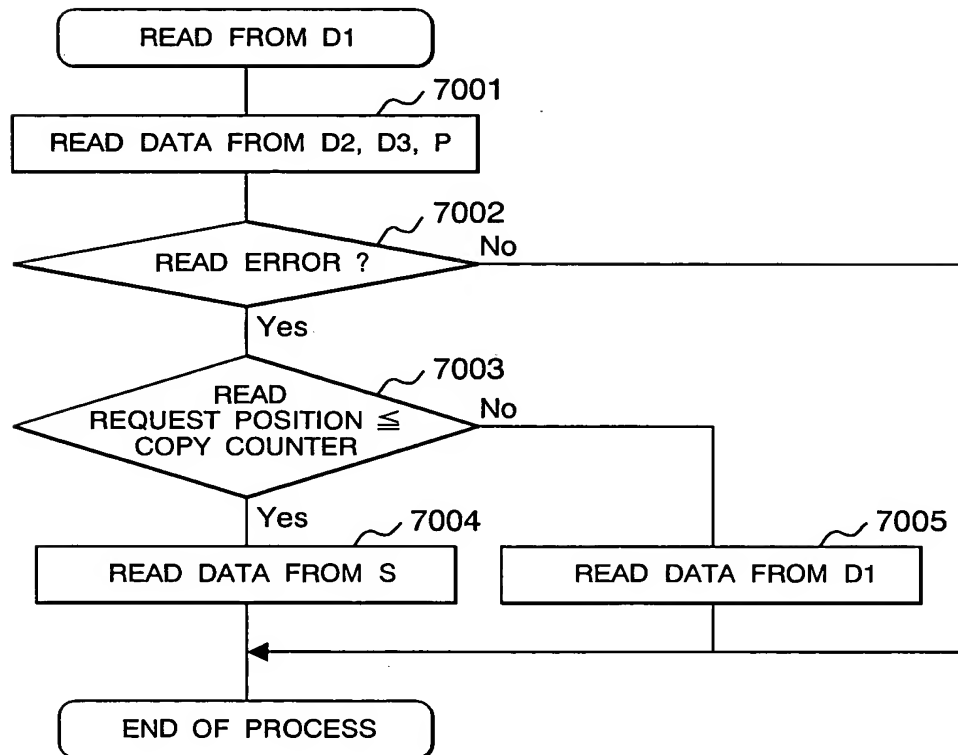 READ FROM D1
7001
READ DATA FROM D2, D3, P
7002
READ ERROR ?
No
Yes
7003
READ
REQUEST POSITION ≦
COPY COUNTER
No
Yes
7004
READ DATA FROM S
7005
READ DATA FROM D1
END OF PROCESS